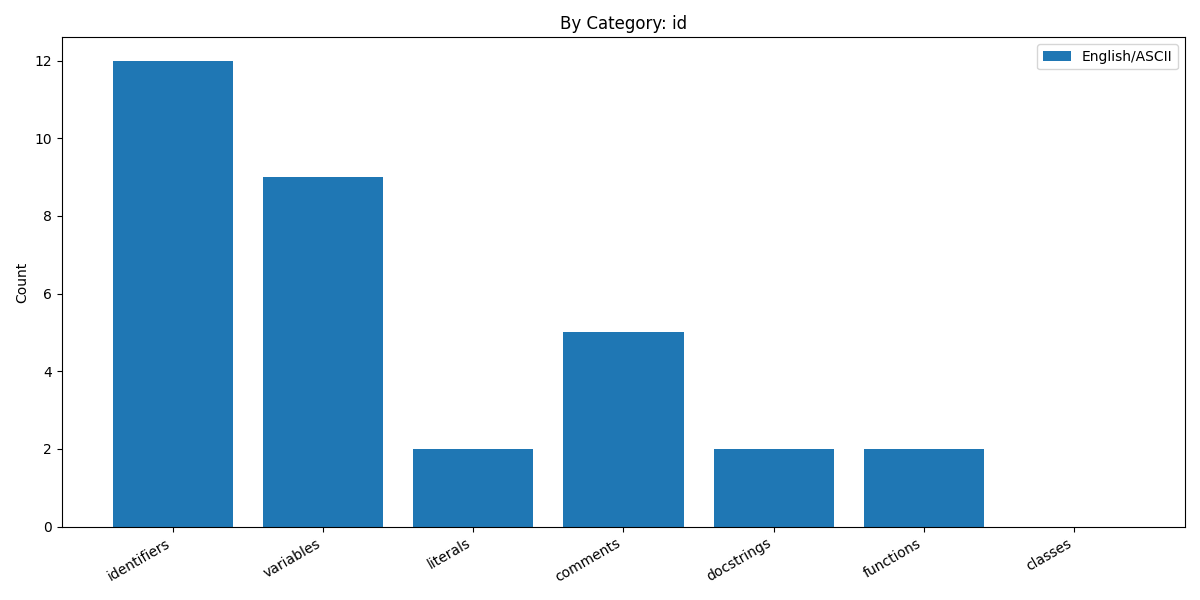 By Category: id
English/ASCII
Count
12
10
8
6
4
2
0
identifiers
variables
literals
comments
docstrings
functions
classes